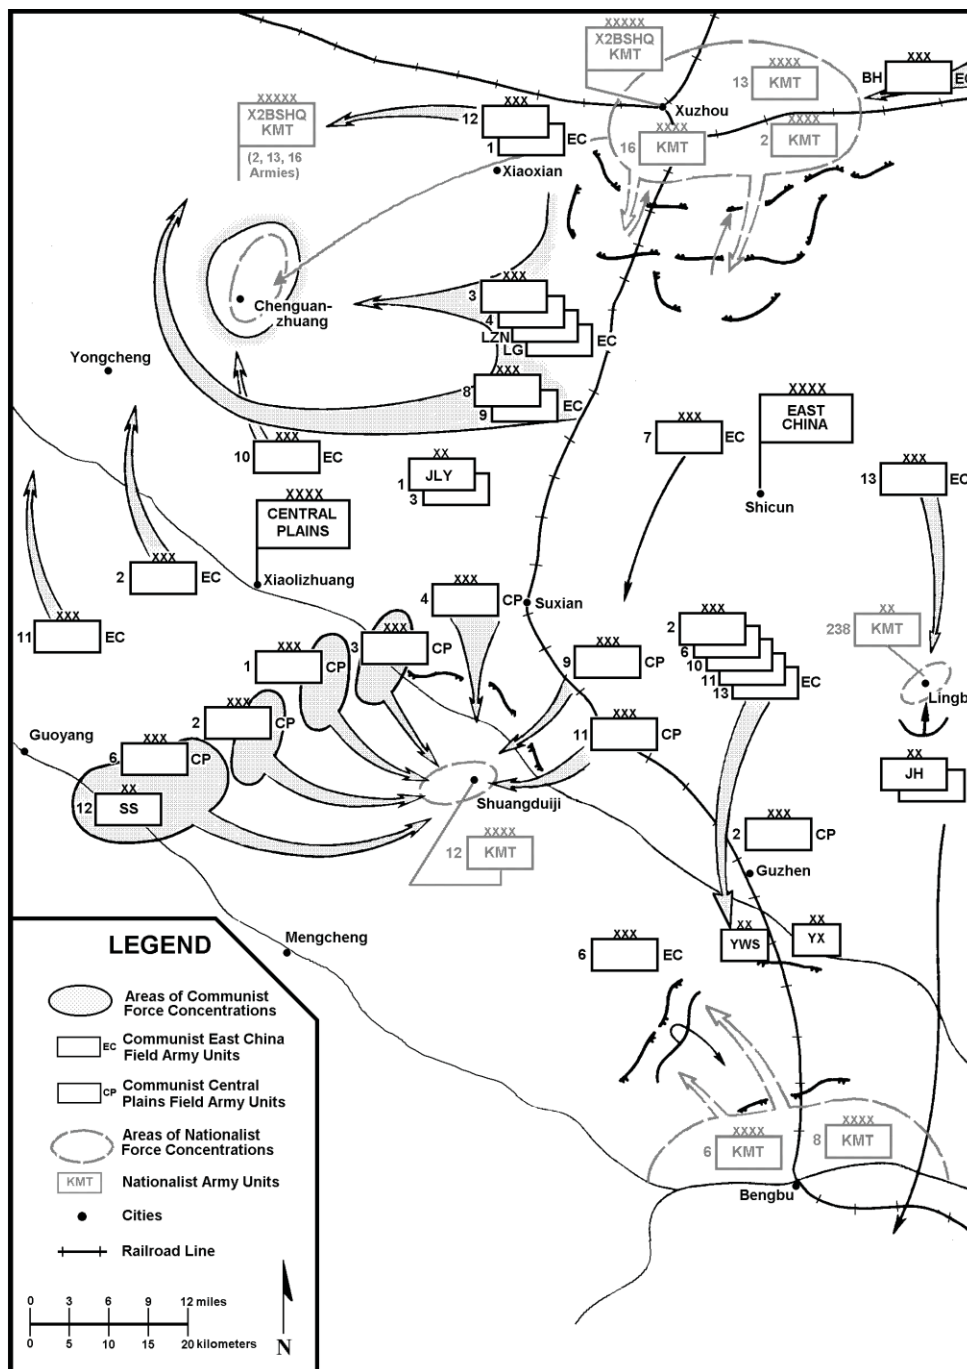 XXXXX
X2BSHQ
KMT
XXXX
13
KMT
XXX
BH
EC
XXXXX
X2BSHQ
KMT
(2, 13, 16
Armies)
XXX
12
1
EC
Xuzhou
XXXX
16
KMT
XXXX
2
KMT
Xiaoxian
XXX
3
4
LZN
LG
EC
Chenguan-
zhuang
Yongcheng
XXX
8
9
EC
XXX
10
EC
XX
JLY
1
3
XXX
7
EC
XXXX
EAST
CHINA
Shicun
XXX
13
EC
XXXX
CENTRAL
PLAINS
Xiaolizhuang
XXX
2
EC
XXX
11
EC
XXX
4
CP
Suxian
XXX
3
CP
XXX
1
CP
XXX
2
CP
XXX
9
CP
XXX
2
6
10
11
13
EC
XX
238
KMT
Lingb
Guoyang
XXX
6
CP
XX
12
SS
XXX
11
CP
Shuangduiji
XXXX
12
KMT
XX
JH
XXX
2
CP
Guzhen
XX
YWS
XX
YX
XXX
6
EC
Mengcheng
XXXX
6
KMT
XXXX
8
KMT
Bengbu
LEGEND
Areas of Communist
Force Concentrations
EC
Communist East China
Field Army Units
CP
Communist Central
Plains Field Army Units
Areas of Nationalist
Force Concentrations
KMT
Nationalist Army Units
Cities
Railroad Line
0 3 6 9 12 miles
0 5 10 15 20 kilometers
N